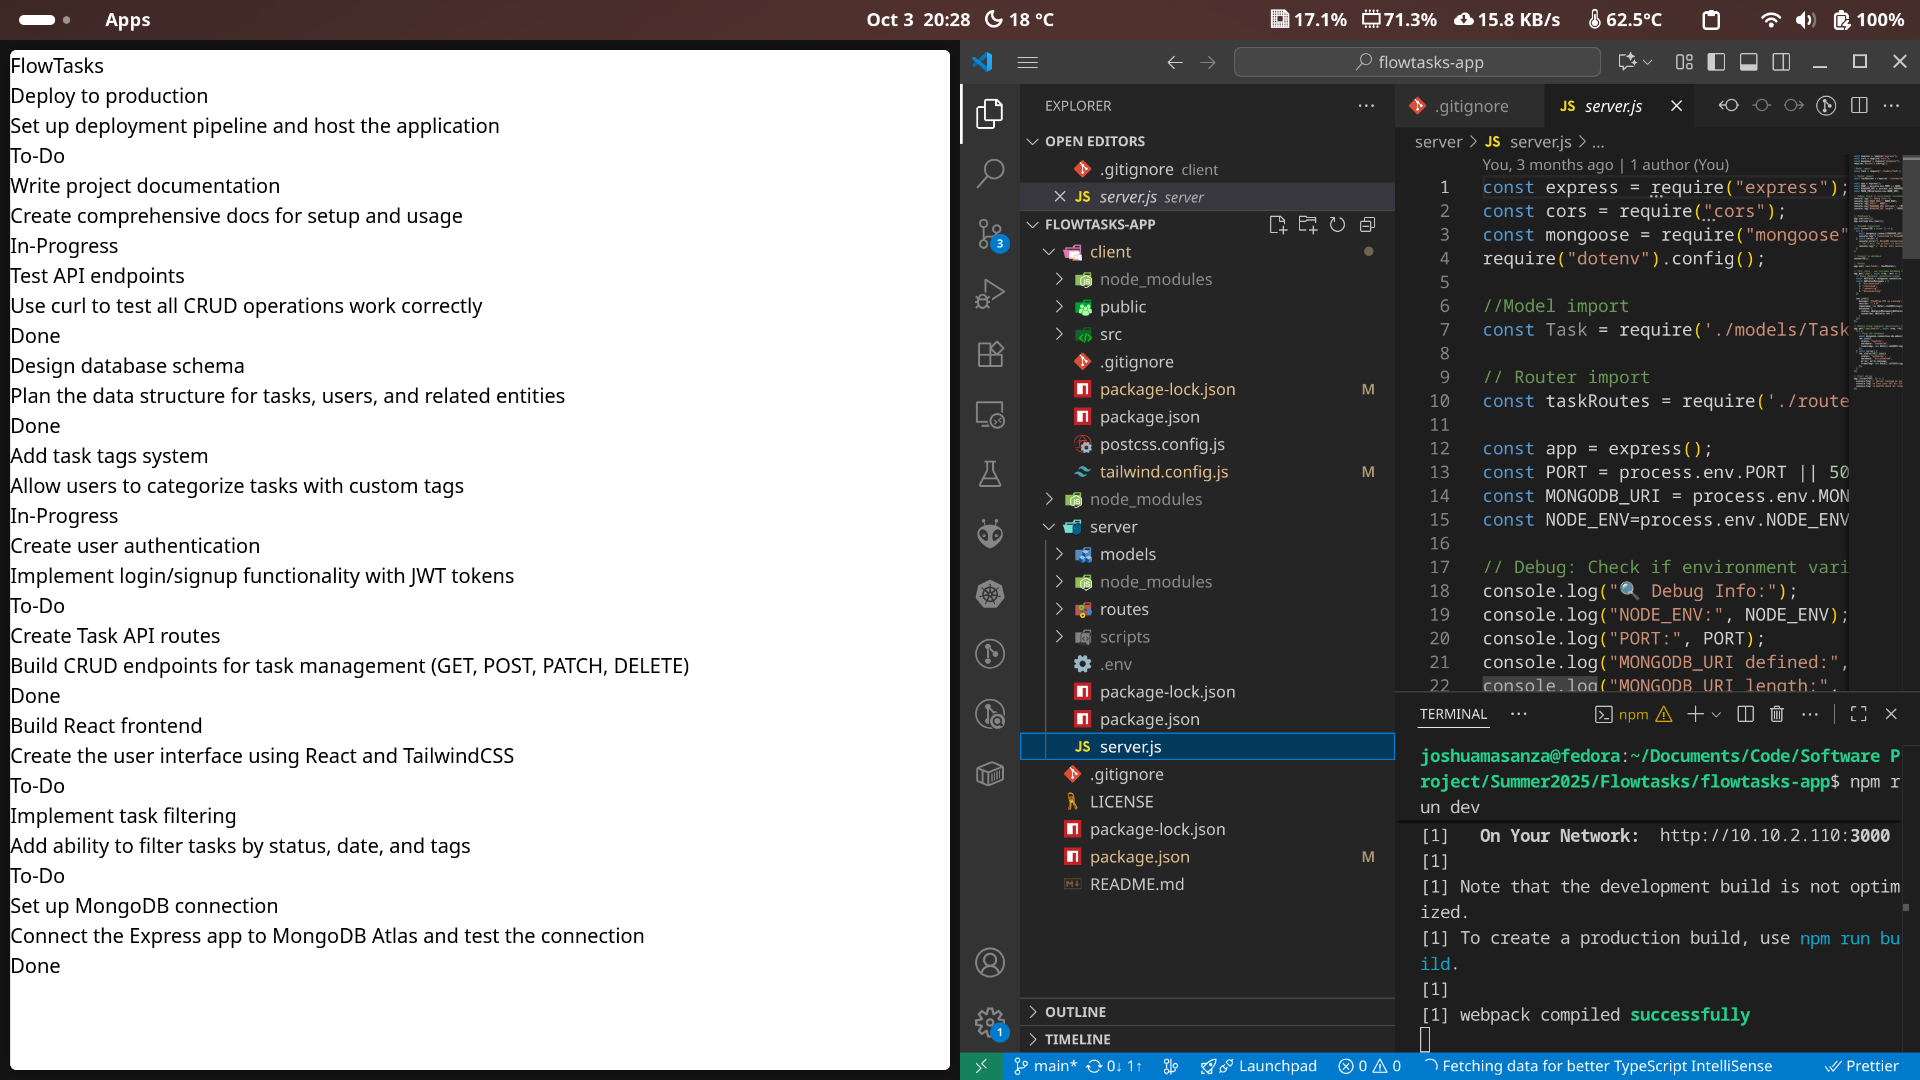 Apps
Oct 3 20:28 18 °C
17.1% 71.3% 15.8 KB/s 62.5°C 100%
FlowTasks
Deploy to production
Set up deployment pipeline and host the application
To-Do
Write project documentation
Create comprehensive docs for setup and usage
In-Progress
Test API endpoints
Use curl to test all CRUD operations work correctly
Done
Design database schema
Plan the data structure for tasks, users, and related entities
Done
Add task tags system
Allow users to categorize tasks with custom tags
In-Progress
Create user authentication
Implement login/signup functionality with JWT tokens
To-Do
Create Task API routes
Build CRUD endpoints for task management (GET, POST, PATCH, DELETE)
Done
Build React frontend
Create the user interface using React and TailwindCSS
To-Do
Implement task filtering
Add ability to filter tasks by status, date, and tags
To-Do
Set up MongoDB connection
Connect the Express app to MongoDB Atlas and test the connection
Done
flowtasks-app
EXPLORER
OPEN EDITORS
.gitignore client
JS server.js server
FLOWTASKS-APP
client
node_modules
public
src
.gitignore
package-lock.json M
package.json
postcss.config.js
tailwind.config.js M
node_modules
server
models
node_modules
routes
scripts
.env
package-lock.json
package.json
JS server.js
.gitignore
LICENSE
package-lock.json
package.json M
README.md
OUTLINE
TIMELINE
3
1
.gitignore
JS server.js
server > JS server.js > ...
You, 3 months ago | 1 author (You)
1 const express = require("express");
2 const cors = require("cors");
3 const mongoose = require("mongoose"
4 require("dotenv").config();
5
6 //Model import
7 const Task = require('./models/Task
8
9 // Router import
10 const taskRoutes = require('./route
11
12 const app = express();
13 const PORT = process.env.PORT || 50
14 const MONGODB_URI = process.env.MON
15 const NODE_ENV=process.env.NODE_ENV
16
17 // Debug: Check if environment vari
18 console.log("🔍 Debug Info:");
19 console.log("NODE_ENV:", NODE_ENV);
20 console.log("PORT:", PORT);
21 console.log("MONGODB_URI defined:",
22 console.log("MONGODB_URI length:",
TERMINAL
npm
joshuamasanza@fedora:~/Documents/Code/Software P
roject/Summer2025/Flowtasks/flowtasks-app$ npm r
un dev
[1] On Your Network: http://10.10.2.110:3000
[1]
[1] Note that the development build is not optim
ized.
[1] To create a production build, use npm run bu
ild.
[1]
[1] webpack compiled successfully
main* 0↓ 1↑ Launchpad 0 0 Fetching data for better TypeScript IntelliSense Prettier